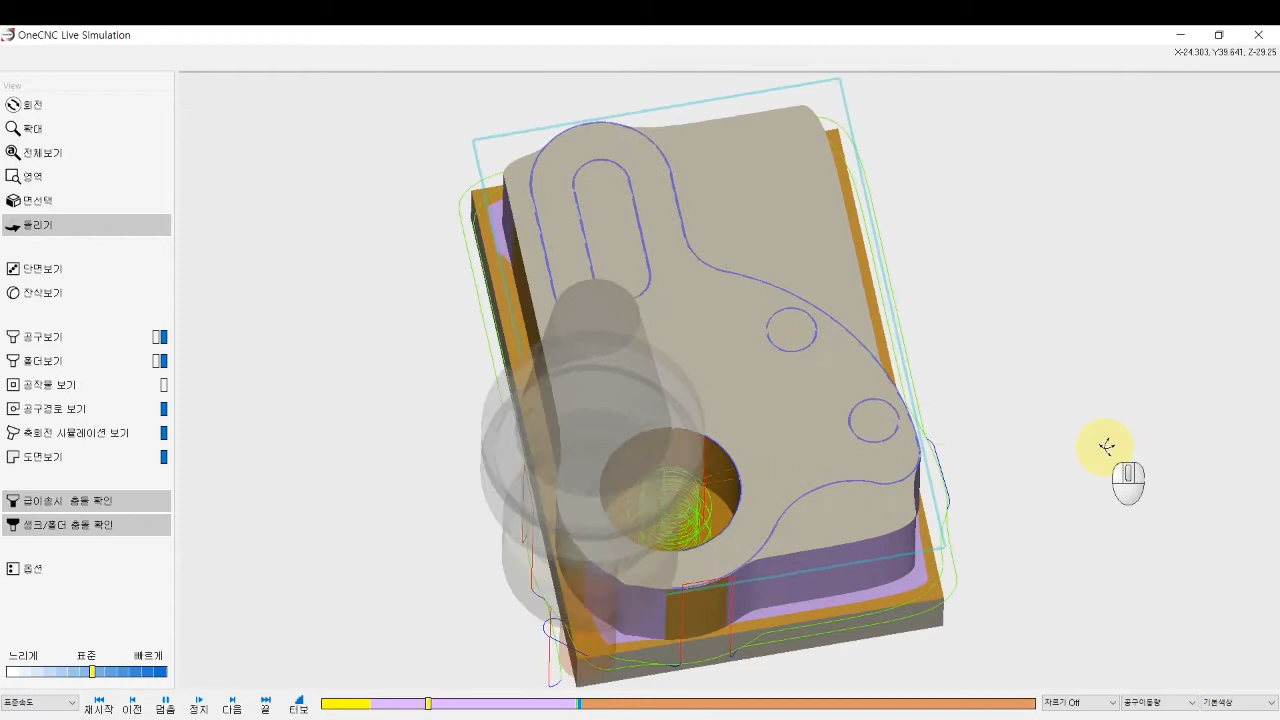 OneCNC Live Simulation
X-24.303, Y39.641, Z-29.25
View
회전
확대
전체보기
영역
면선택
돌리기
단면보기
잔삭보기
공구보기
홀더보기
공작물 보기
공구경로 보기
축회전 시뮬레이션 보기
도면보기
급이송시 충돌 확인
생크/홀더 충돌 확인
옵션
느리게 표준 빠르게
표준속도 재시작 이전 멈춤 정지 다음 끝 터보 자르기 Off 공구이동량 기본색상